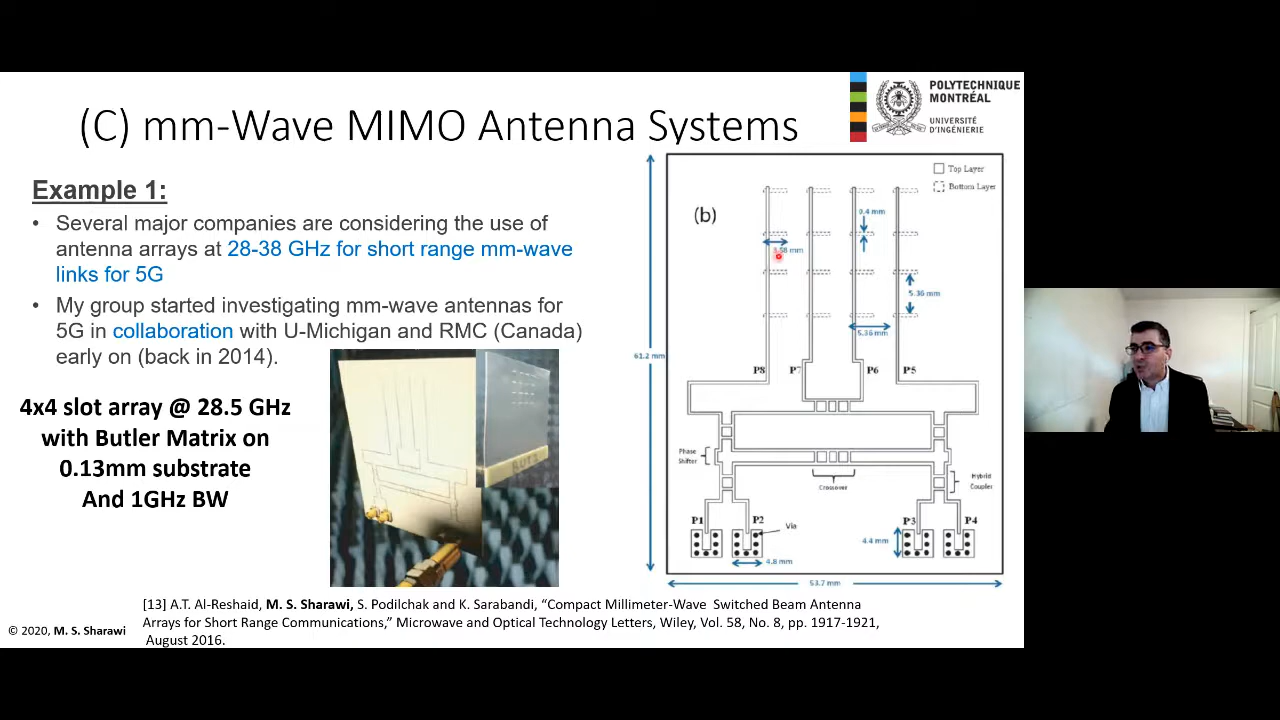 (C) mm-Wave MIMO Antenna Systems
POLYTECHNIQUE
MONTRÉAL
UNIVERSITÉ
D'INGÉNIERIE
Example 1:
• Several major companies are considering the use of
antenna arrays at 28-38 GHz for short range mm-wave
links for 5G
• My group started investigating mm-wave antennas for
5G in collaboration with U-Michigan and RMC (Canada)
early on (back in 2014).
4x4 slot array @ 28.5 GHz
with Butler Matrix on
0.13mm substrate
And 1GHz BW
Top Layer
Bottom Layer
(b)
0.4 mm
3.58 mm
5.36 mm
5.36 mm
61.2 mm
P8
P7
P6
P5
Phase
Shifter
Crossover
Hybrid
Coupler
P1
P2
Via
P3
P4
4.4 mm
4.8 mm
53.7 mm
[13] A.T. Al-Reshaid, M. S. Sharawi, S. Podilchak and K. Sarabandi, “Compact Millimeter-Wave Switched Beam Antenna
Arrays for Short Range Communications,” Microwave and Optical Technology Letters, Wiley, Vol. 58, No. 8, pp. 1917-1921,
August 2016.
© 2020, M. S. Sharawi